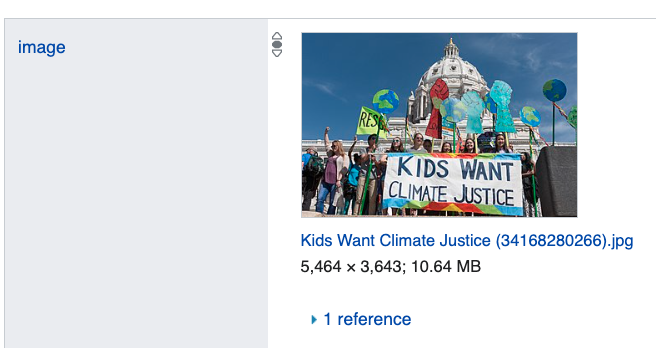 image
RESC
KIDS WANT
CLIMATE JUSTICE
Kids Want Climate Justice (34168280266).jpg
5,464 × 3,643; 10.64 MB
1 reference